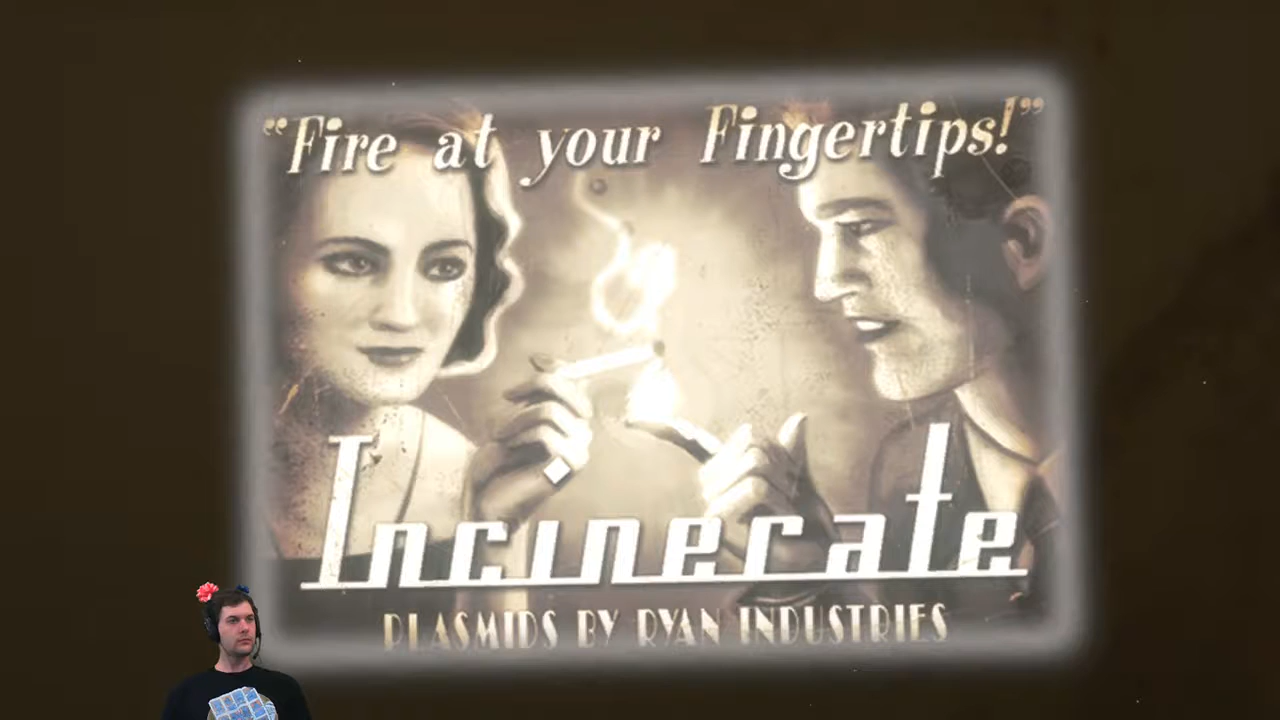 “Fire at your Fingertips!”
Incinerate
PLASMIDS BY RYAN INDUSTRIES